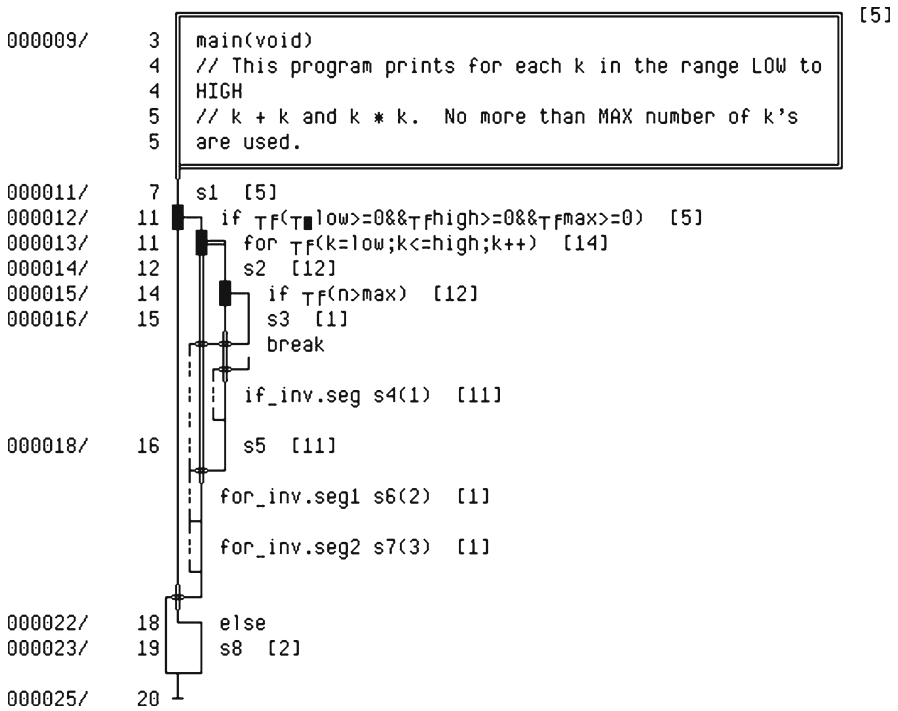 [5]
000009/ 3 main(void)
4 // This program prints for each k in the range LOW to
4 HIGH
5 // k + k and k * k. No more than MAX number of k's
5 are used.
000011/ 7 s1 [5]
000012/ 11 if TF(T■low>=0&&TFhigh>=0&&TFmax>=0) [5]
000013/ 11 for TF(k=low;k<=high;k++) [14]
000014/ 12 s2 [12]
000015/ 14 if TF(n>max) [12]
000016/ 15 s3 [1]
break
if_inv.seg s4(1) [11]
000018/ 16 s5 [11]
for_inv.seg1 s6(2) [1]
for_inv.seg2 s7(3) [1]
000022/ 18 else
000023/ 19 s8 [2]
000025/ 20